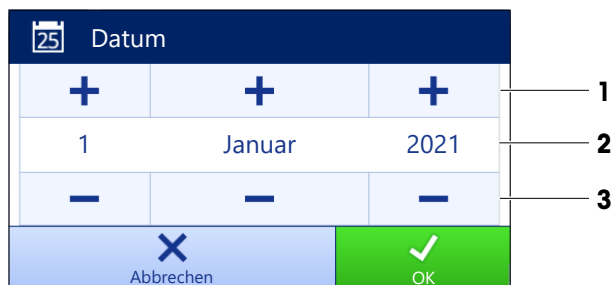 25 Datum
+ + + 1
1 Januar 2021 2
− − − 3
Abbrechen OK